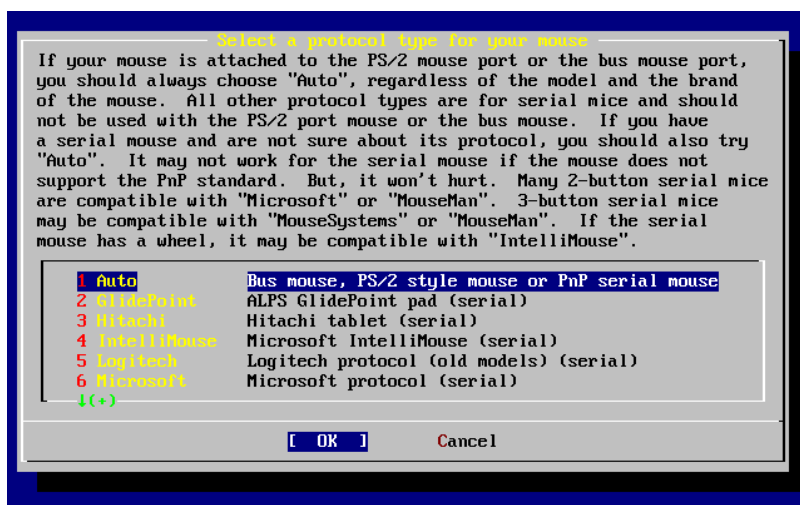 Select a protocol type for your mouse
If your mouse is attached to the PS/2 mouse port or the bus mouse port,
you should always choose "Auto", regardless of the model and the brand
of the mouse.  All other protocol types are for serial mice and should
not be used with the PS/2 port mouse or the bus mouse.  If you have
a serial mouse and are not sure about its protocol, you should also try
"Auto".  It may not work for the serial mouse if the mouse does not
support the PnP standard.  But, it won't hurt.  Many 2-button serial mice
are compatible with "Microsoft" or "MouseMan".  3-button serial mice
may be compatible with "MouseSystems" or "MouseMan".  If the serial
mouse has a wheel, it may be compatible with "IntelliMouse".
1 Auto Bus mouse, PS/2 style mouse or PnP serial mouse
2 GlidePoint ALPS GlidePoint pad (serial)
3 Hitachi Hitachi tablet (serial)
4 IntelliMouse Microsoft IntelliMouse (serial)
5 Logitech Logitech protocol (old models) (serial)
6 Microsoft Microsoft protocol (serial)
↓(+)
[ OK ] Cancel